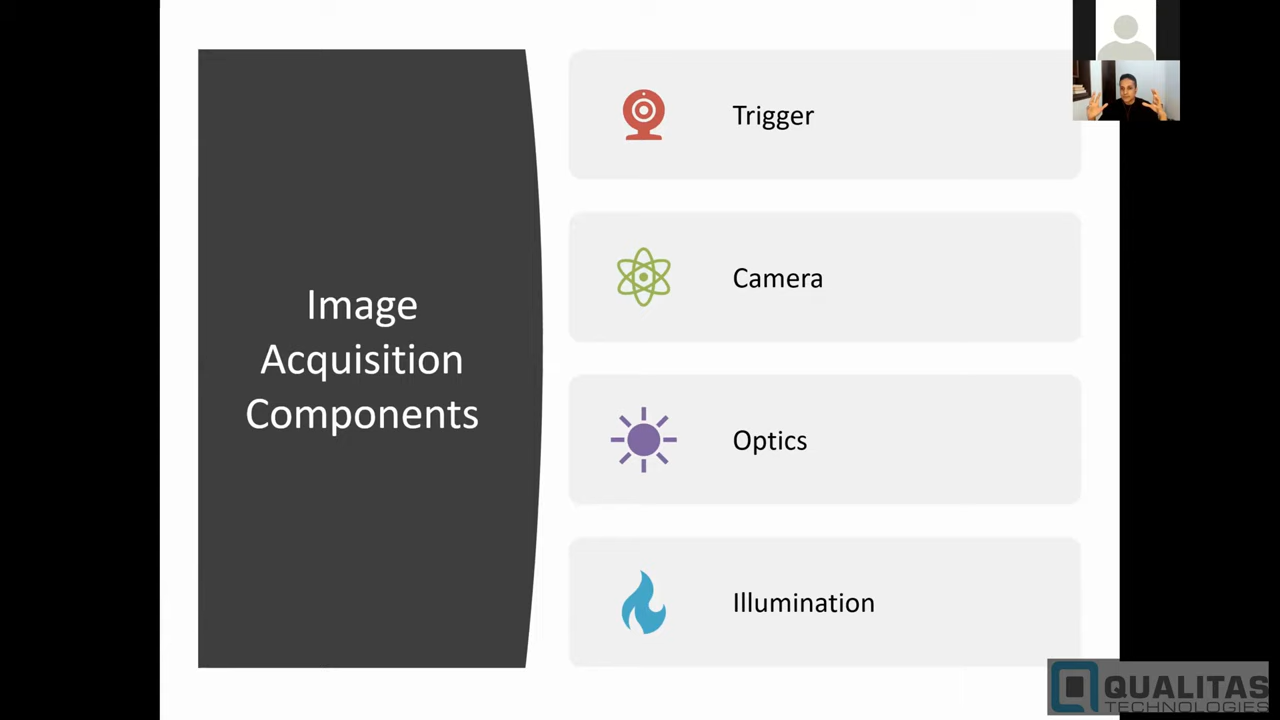 Image
Acquisition
Components
Trigger
Camera
Optics
Illumination
QUALITAS
TECHNOLOGIES